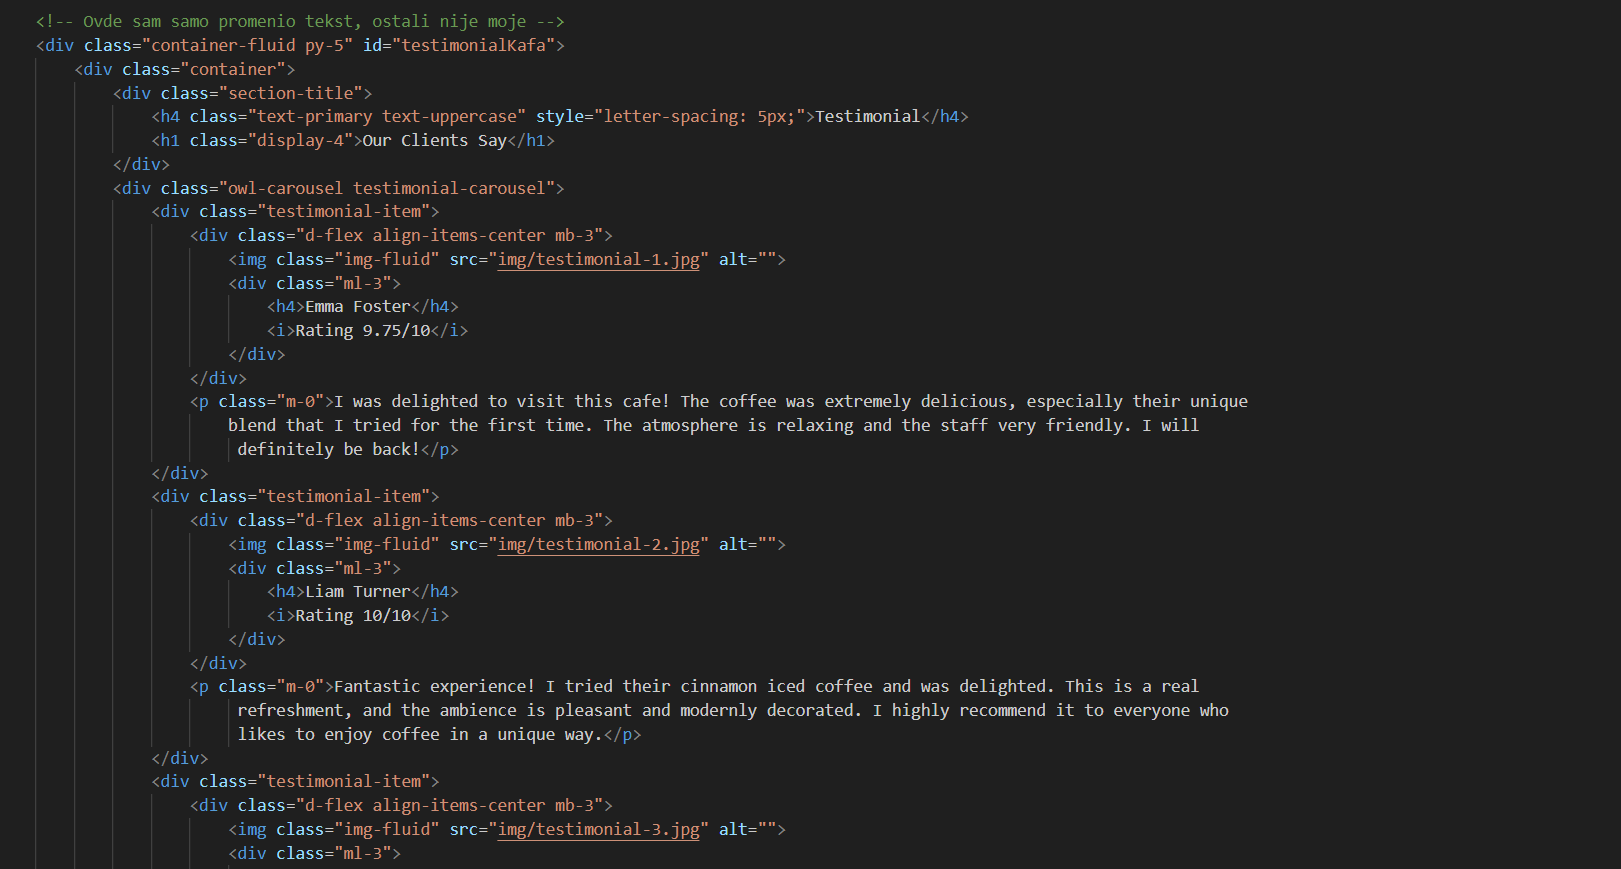 <!-- Ovde sam samo promenio tekst, ostali nije moje -->
<div class="container-fluid py-5" id="testimonialKafa">
<div class="container">
<div class="section-title">
<h4 class="text-primary text-uppercase" style="letter-spacing: 5px;">Testimonial</h4>
<h1 class="display-4">Our Clients Say</h1>
</div>
<div class="owl-carousel testimonial-carousel">
<div class="testimonial-item">
<div class="d-flex align-items-center mb-3">
<img class="img-fluid" src="img/testimonial-1.jpg" alt="">
<div class="ml-3">
<h4>Emma Foster</h4>
<i>Rating 9.75/10</i>
</div>
</div>
<p class="m-0">I was delighted to visit this cafe! The coffee was extremely delicious, especially their unique
blend that I tried for the first time. The atmosphere is relaxing and the staff very friendly. I will
definitely be back!</p>
</div>
<div class="testimonial-item">
<div class="d-flex align-items-center mb-3">
<img class="img-fluid" src="img/testimonial-2.jpg" alt="">
<div class="ml-3">
<h4>Liam Turner</h4>
<i>Rating 10/10</i>
</div>
</div>
<p class="m-0">Fantastic experience! I tried their cinnamon iced coffee and was delighted. This is a real
refreshment, and the ambience is pleasant and modernly decorated. I highly recommend it to everyone who
likes to enjoy coffee in a unique way.</p>
</div>
<div class="testimonial-item">
<div class="d-flex align-items-center mb-3">
<img class="img-fluid" src="img/testimonial-3.jpg" alt="">
<div class="ml-3">